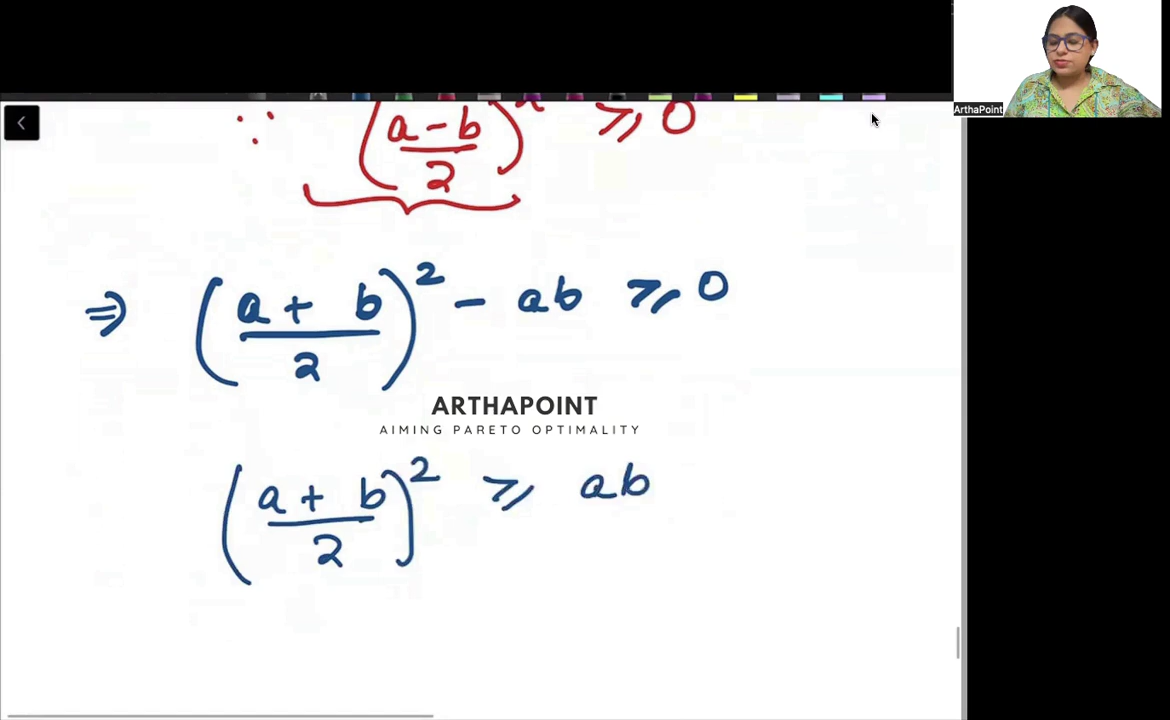 ∵ (a-b/2)² ⩾ 0
ArthaPoint
⇒ (a + b/2)² - ab ⩾ 0
ARTHAPOINT
AIMING PARETO OPTIMALITY
(a + b/2)² ⩾ ab